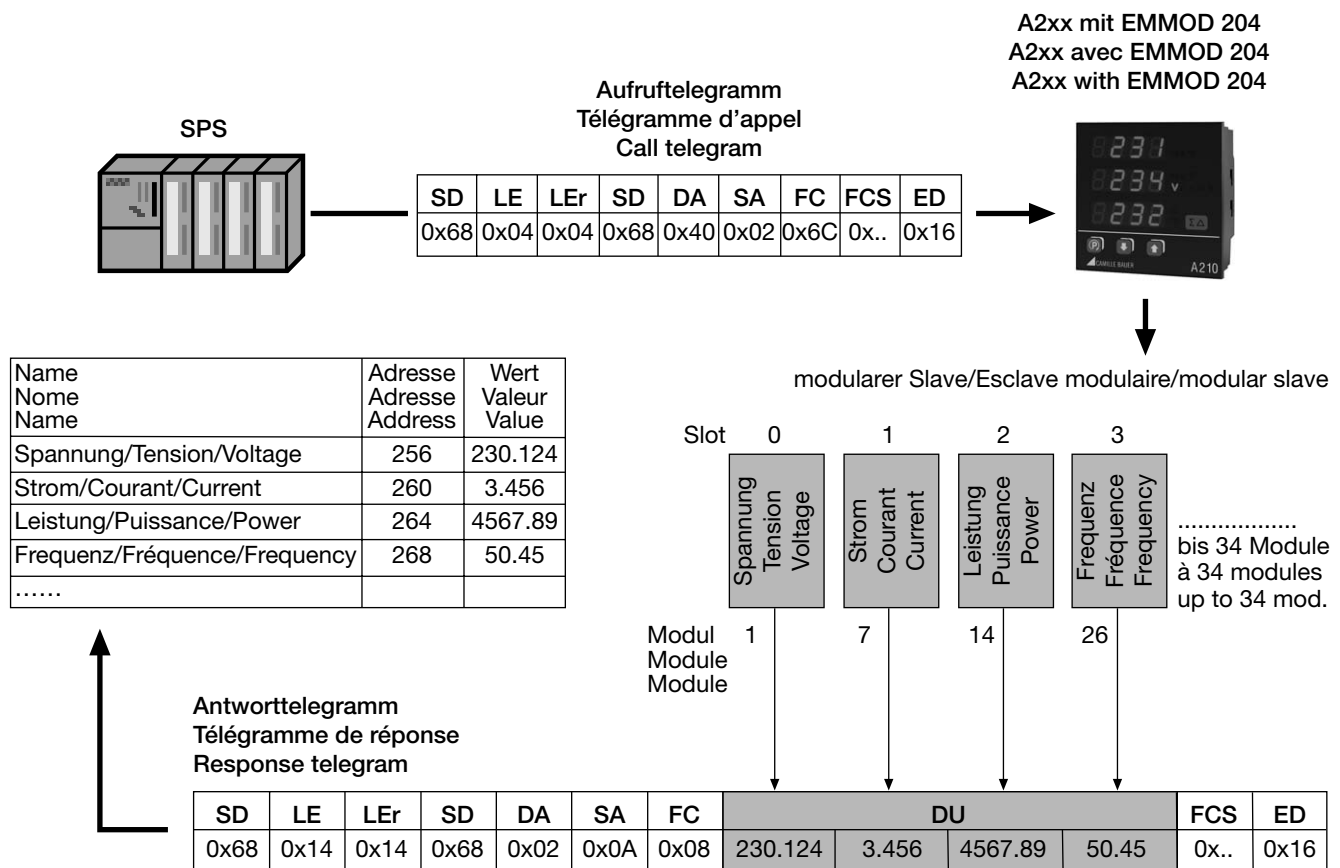 A2xx mit EMMOD 204
A2xx avec EMMOD 204
A2xx with EMMOD 204
SPS
Aufruftelegramm
Télégramme d'appel
Call telegram
SD LE LEr SD DA SA FC FCS ED
0x68 0x04 0x04 0x68 0x40 0x02 0x6C 0x.. 0x16
231
234 v
232
P
CAMILLE BAUER A210
Name Adresse Wert
Nome Adresse Valeur
Name Address Value
Spannung/Tension/Voltage 256 230.124
Strom/Courant/Current 260 3.456
Leistung/Puissance/Power 264 4567.89
Frequenz/Fréquence/Frequency 268 50.45
......
modularer Slave/Esclave modulaire/modular slave
Slot 0 1 2 3
Spannung
Tension
Voltage
Strom
Courant
Current
Leistung
Puissance
Power
Frequenz
Fréquence
Frequency
..................
bis 34 Module
à 34 modules
up to 34 mod.
Modul 1 7 14 26
Module
Module
Antworttelegramm
Télégramme de réponse
Response telegram
SD LE LEr SD DA SA FC DU FCS ED
0x68 0x14 0x14 0x68 0x02 0x0A 0x08 230.124 3.456 4567.89 50.45 0x.. 0x16